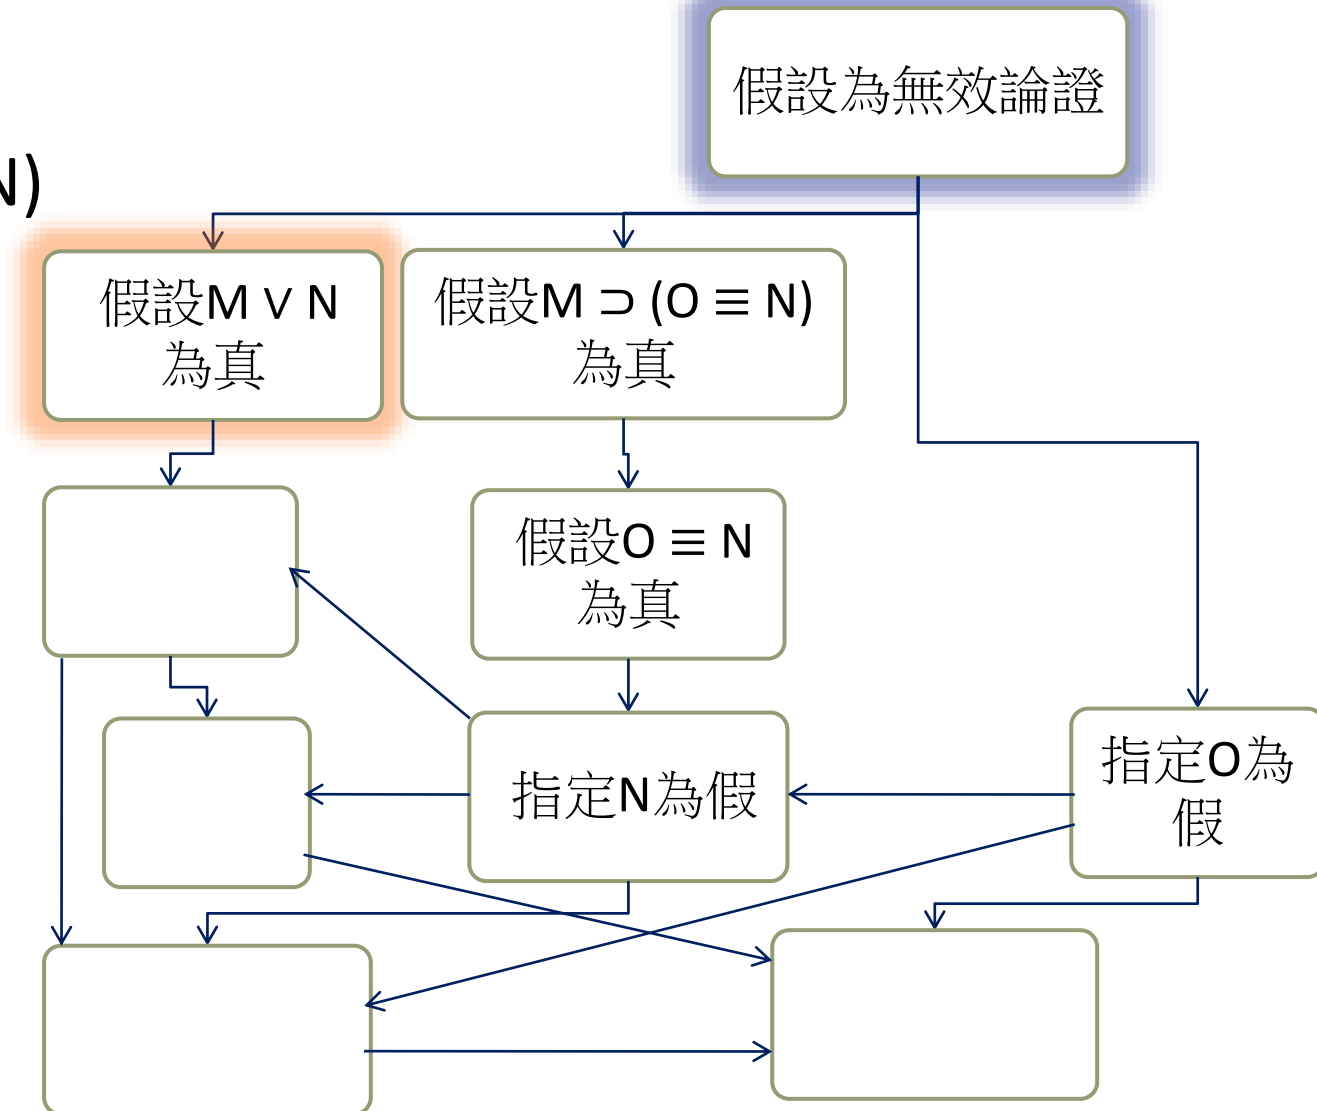 假設為無效論證
N)
假設M ∨ N
為真
假設M ⊃ (O ≡ N)
為真
假設O ≡ N
為真
指定N為假
指定O為
假